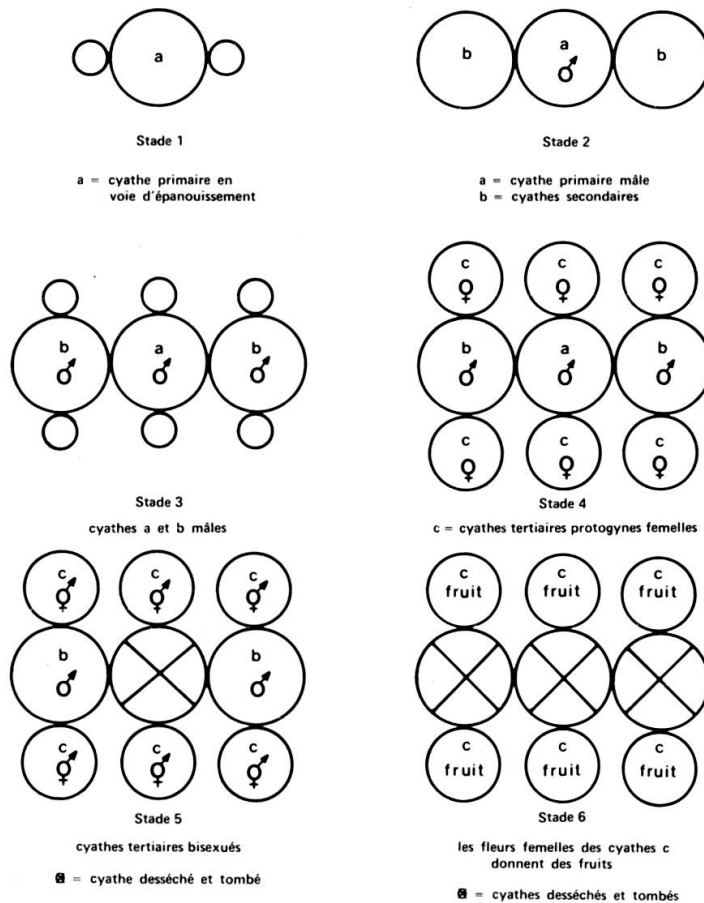 a
Stade 1
a = cyathe primaire en
voie d'épanouissement
b a b
Stade 2
a = cyathe primaire mâle
b = cyathes secondaires
b a b
Stade 3
cyathes a et b mâles
c c c
b a b
c c c
Stade 4
c = cyathes tertiaires protogynes femelles
c c c
b b
c c c
Stade 5
cyathes tertiaires bisexués
= cyathe desséché et tombé
c c c
fruit fruit fruit
c c c
fruit fruit fruit
Stade 6
les fleurs femelles des cyathes c
donnent des fruits
= cyathes desséchés et tombés